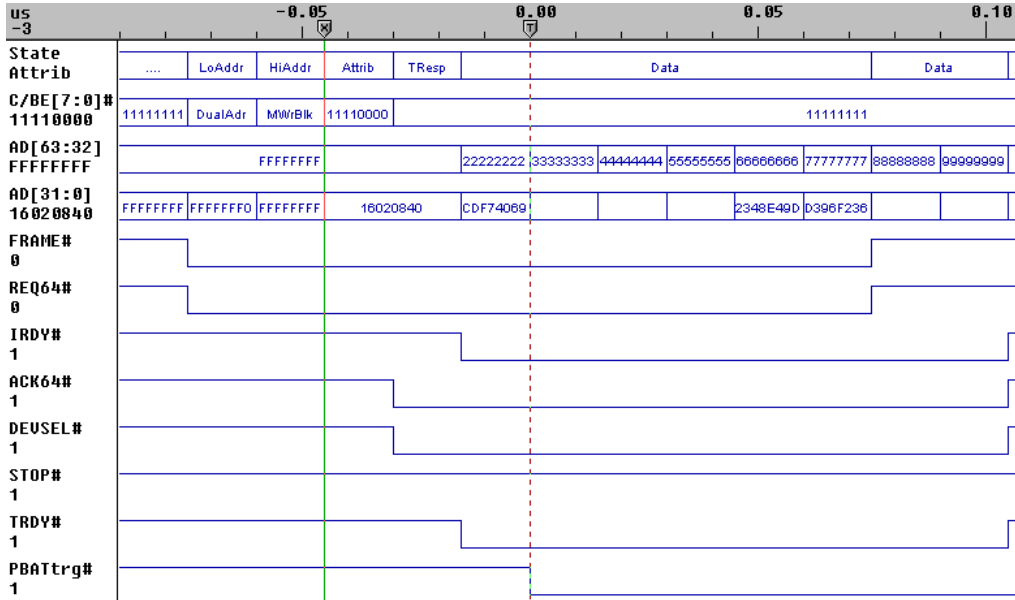 us -0.05 0.00 0.05 0.10
-3
X T
State
Attrib
.... LoAddr HiAddr Attrib TResp Data Data
C/BE[7:0]#
11110000
11111111 DualAdr MWrBlk 11110000 11111111
AD[63:32]
FFFFFFFF
FFFFFFFF 22222222 33333333 44444444 55555555 66666666 77777777 88888888 99999999
AD[31:0]
16020840
FFFFFFFF FFFFFFF0 FFFFFFFF 16020840 CDF74069 2348E49D D396F236
FRAME#
0
REQ64#
0
IRDY#
1
ACK64#
1
DEVSEL#
1
STOP#
1
TRDY#
1
PBATtrg#
1